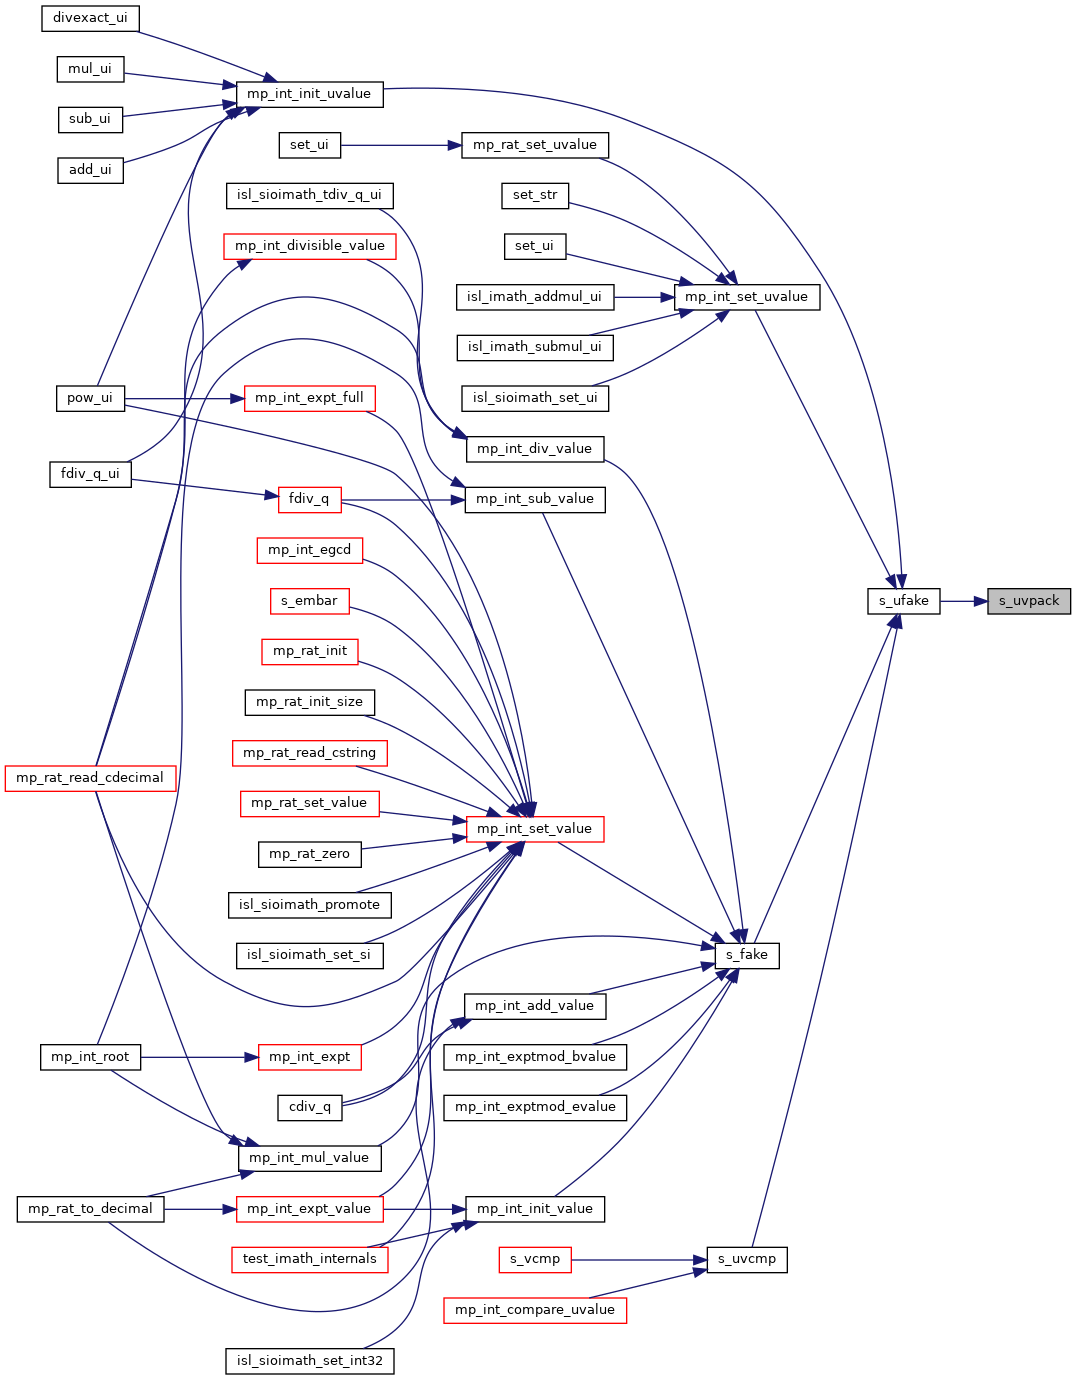 divexact_ui
mul_ui
mp_int_init_uvalue
sub_ui
set_ui
mp_rat_set_uvalue
add_ui
isl_sioimath_tdiv_q_ui
set_str
mp_int_divisible_value
set_ui
isl_imath_addmul_ui
mp_int_set_uvalue
isl_imath_submul_ui
pow_ui
mp_int_expt_full
isl_sioimath_set_ui
mp_int_div_value
fdiv_q_ui
fdiv_q
mp_int_sub_value
mp_int_egcd
s_embar
s_ufake
s_uvpack
mp_rat_init
mp_rat_init_size
mp_rat_read_cstring
mp_rat_read_cdecimal
mp_rat_set_value
mp_int_set_value
mp_rat_zero
isl_sioimath_promote
isl_sioimath_set_si
s_fake
mp_int_add_value
mp_int_root
mp_int_expt
mp_int_exptmod_bvalue
cdiv_q
mp_int_exptmod_evalue
mp_int_mul_value
mp_rat_to_decimal
mp_int_expt_value
mp_int_init_value
test_imath_internals
s_vcmp
s_uvcmp
mp_int_compare_uvalue
isl_sioimath_set_int32